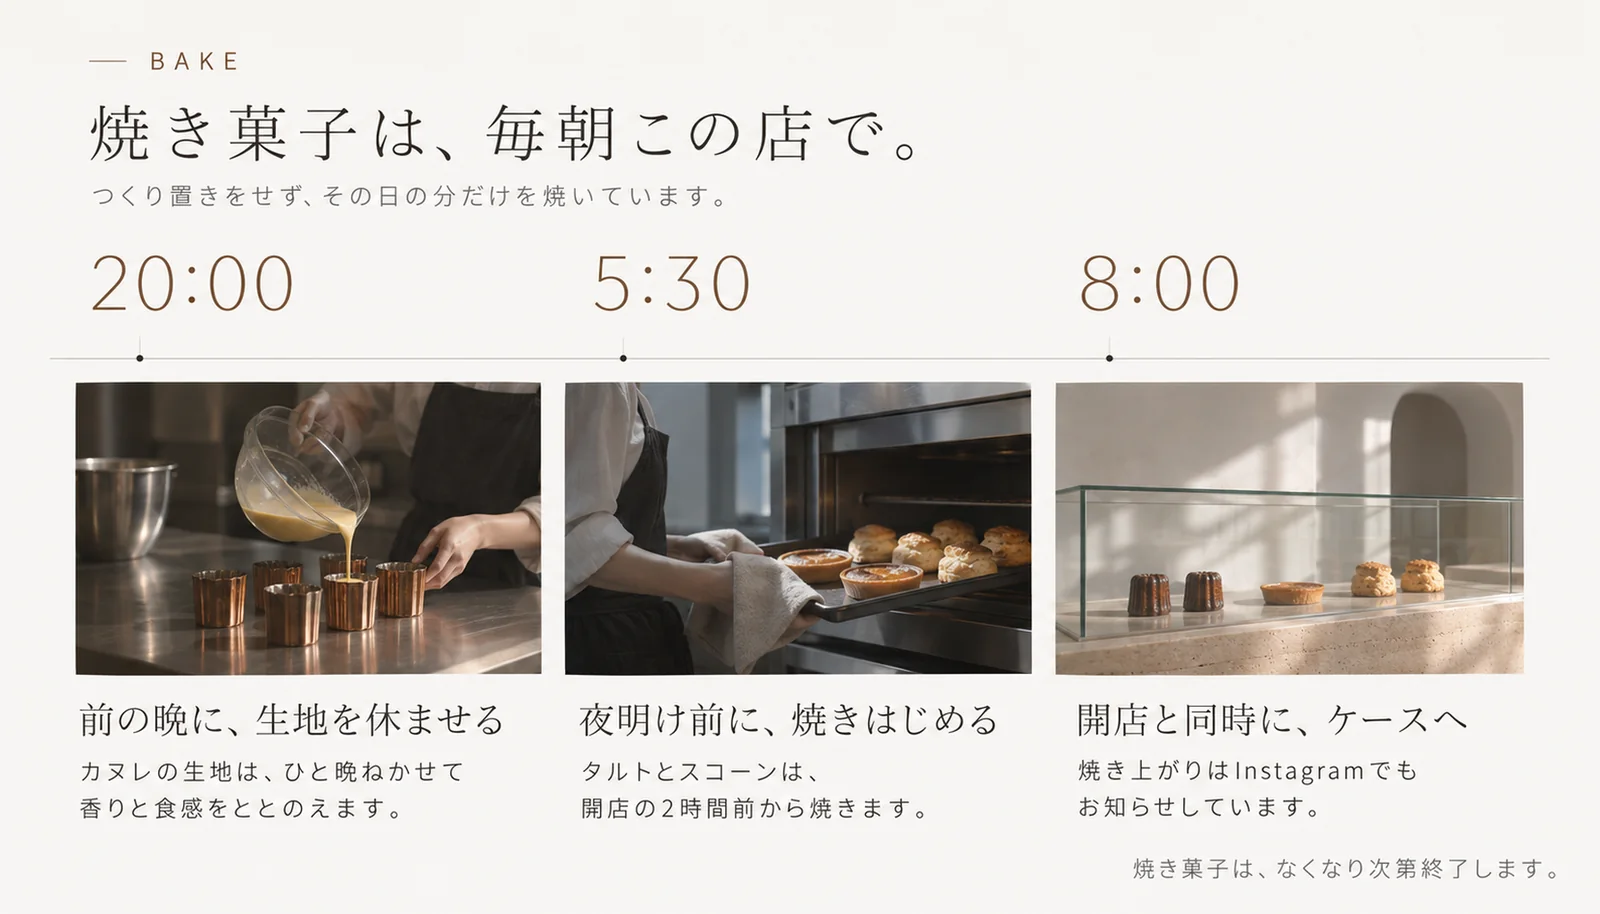 BAKE
焼き菓子は、毎朝この店で。
つくり置きをせず、その日の分だけを焼いています。
20:00
5:30
8:00
前の晩に、生地を休ませる
カヌレの生地は、ひと晩ねかせて
香りと食感をととのえます。
夜明け前に、焼きはじめる
タルトとスコーンは、
開店の2時間前から焼きます。
開店と同時に、ケースへ
焼き上がりはInstagramでも
お知らせしています。
焼き菓子は、なくなり次第終了します。